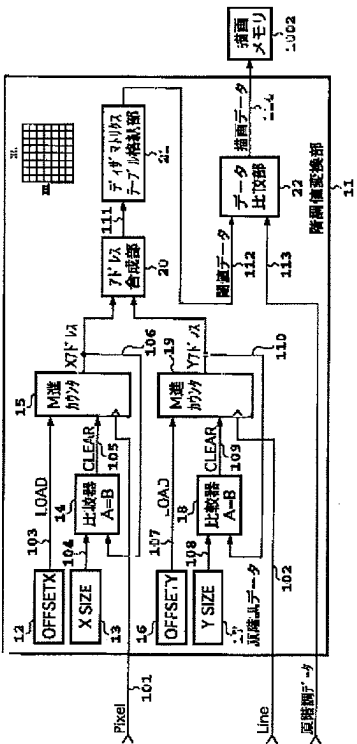 12
OFFSETX
X SIZE
13
103
LOAD
104
14
比較器
A=B
CLEAR
105
15
M進
カウンタ
Xアドレス
106
16
OFFSETY
Y SIZE
107
LOAD
108
18
比較器
A=B
CLEAR
109
19
M進
カウンタ
Yアドレス
110
原階調データ
102
Pixel
101
Line
原階調データ
アドレス
合成部
20
111
ディザマトリクス
テーブル格納部
21
m
閾値データ
112
113
データ
比較部
22
描画データ
114
階調値変換部
11
描画
メモリ
1002